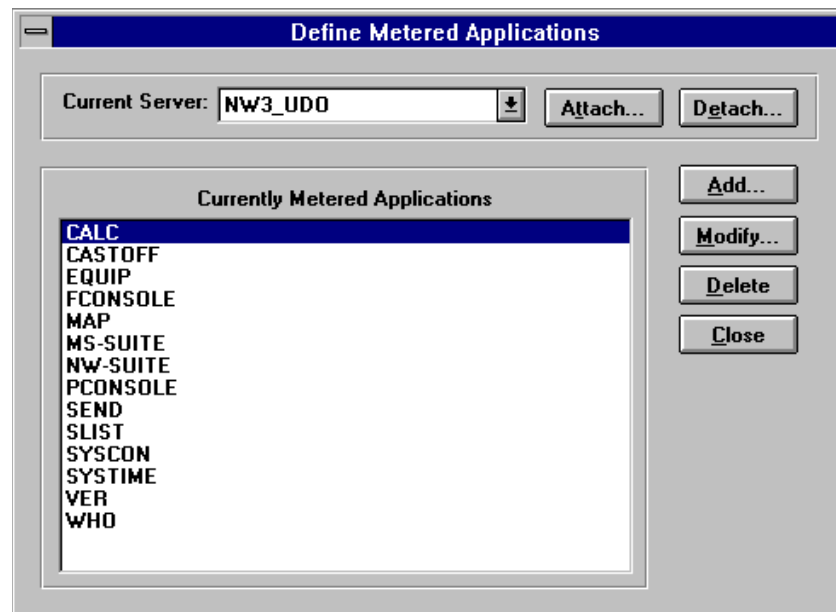 Define Metered Applications
Current Server: NW3_UDO Attach... Detach...
Currently Metered Applications
CALC
CASTOFF
EQUIP
FCONSOLE
MAP
MS-SUITE
NW-SUITE
PCONSOLE
SEND
SLIST
SYSCON
SYSTIME
VER
WHO
Add...
Modify...
Delete
Close